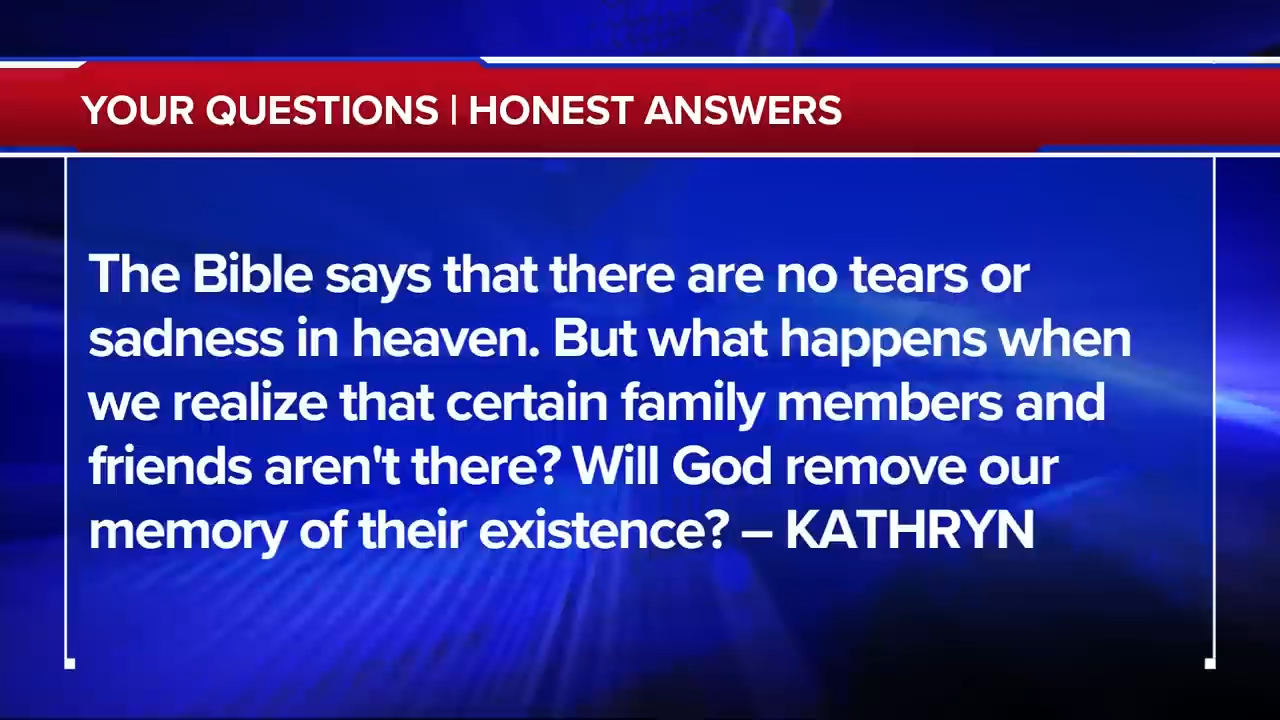 YOUR QUESTIONS | HONEST ANSWERS
The Bible says that there are no tears or
sadness in heaven. But what happens when
we realize that certain family members and
friends aren't there? Will God remove our
memory of their existence? – KATHRYN